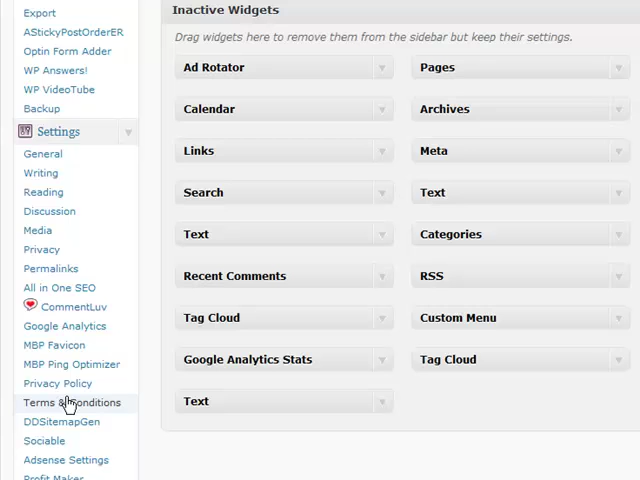 Export
AStickyPostOrderER
Optin Form Adder
WP Answers!
WP VideoTube
Backup
Settings
General
Writing
Reading
Discussion
Media
Privacy
Permalinks
All in One SEO
CommentLuv
Google Analytics
MBP Favicon
MBP Ping Optimizer
Privacy Policy
Terms & Conditions
DDSitemapGen
Sociable
Adsense Settings
Profit Maker
Inactive Widgets
Drag widgets here to remove them from the sidebar but keep their settings.
Ad Rotator
Pages
Calendar
Archives
Links
Meta
Search
Text
Text
Categories
Recent Comments
RSS
Tag Cloud
Custom Menu
Google Analytics Stats
Tag Cloud
Text